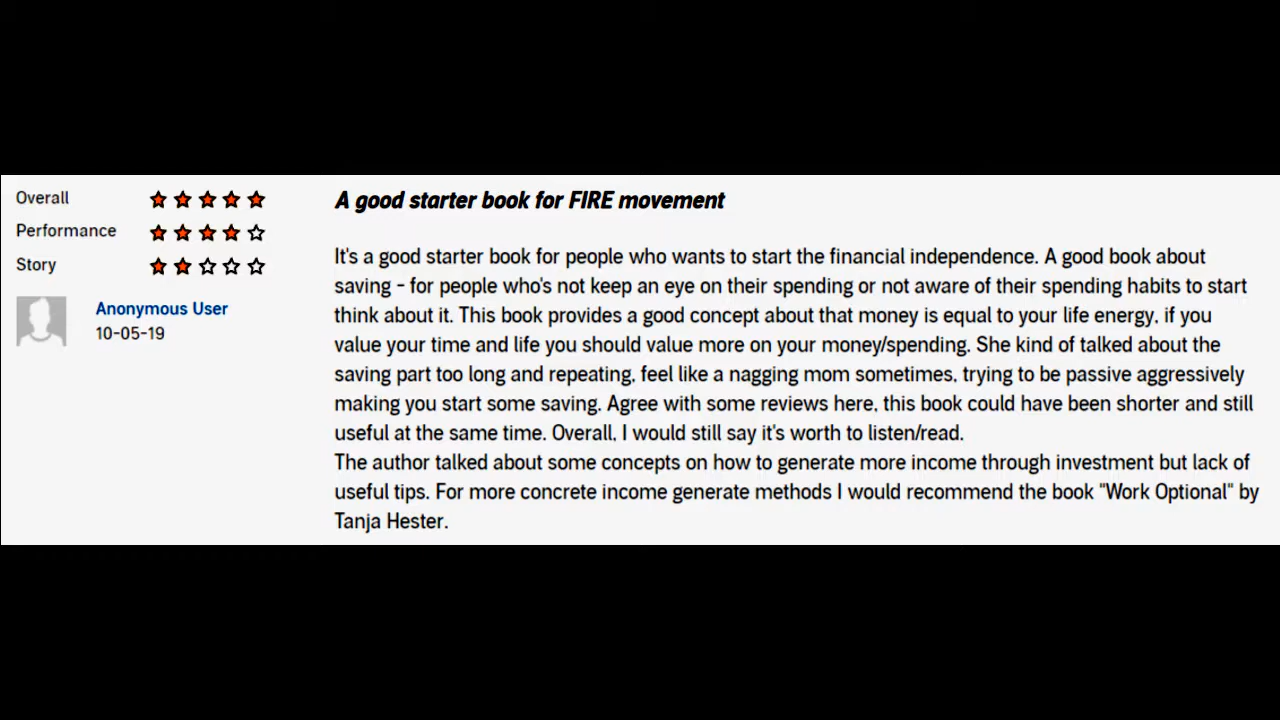 Overall
Performance
Story
Anonymous User
10-05-19
A good starter book for FIRE movement
It's a good starter book for people who wants to start the financial independence. A good book about
saving - for people who's not keep an eye on their spending or not aware of their spending habits to start
think about it. This book provides a good concept about that money is equal to your life energy, if you
value your time and life you should value more on your money/spending. She kind of talked about the
saving part too long and repeating, feel like a nagging mom sometimes, trying to be passive aggressively
making you start some saving. Agree with some reviews here, this book could have been shorter and still
useful at the same time. Overall, I would still say it's worth to listen/read.
The author talked about some concepts on how to generate more income through investment but lack of
useful tips. For more concrete income generate methods I would recommend the book "Work Optional" by
Tanja Hester.